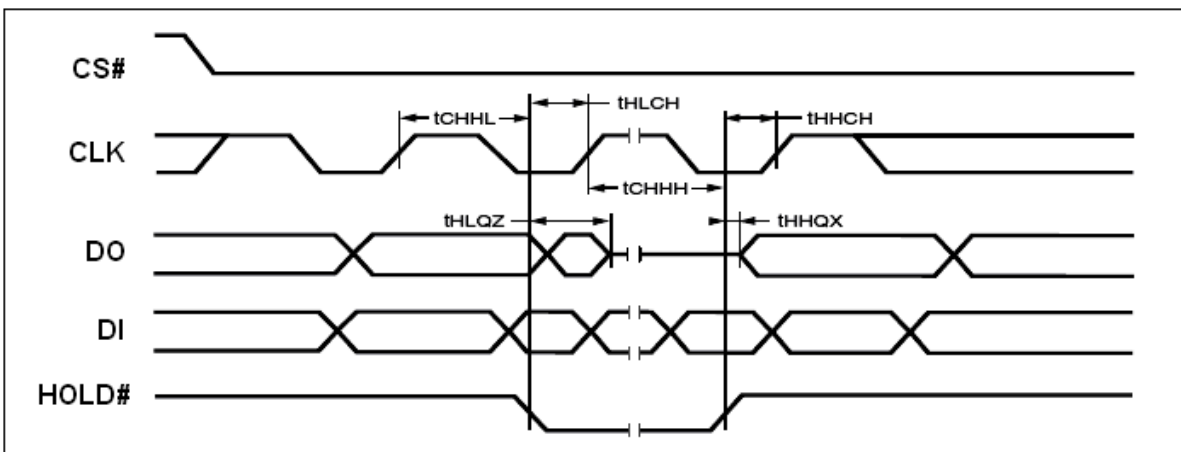 CS#
tCHHL
tHLCH
tHHCH
CLK
tCHHH
tHLQZ
tHHQX
DO
DI
HOLD#